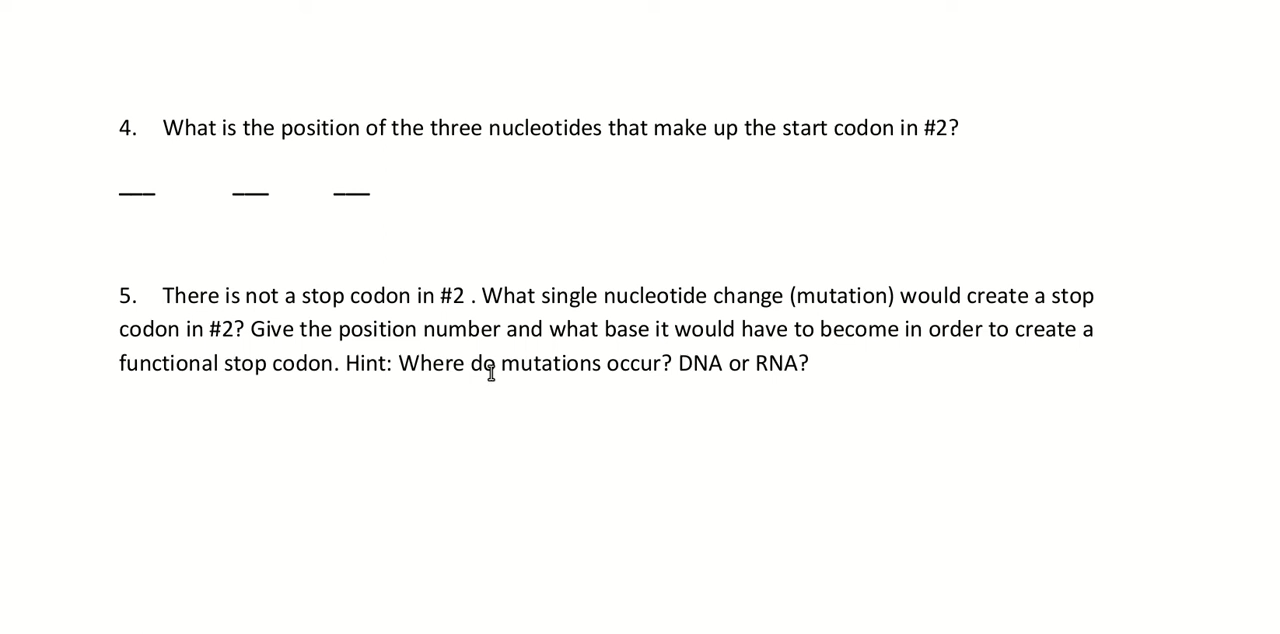 4. What is the position of the three nucleotides that make up the start codon in #2?
___ ___ ___
5. There is not a stop codon in #2 . What single nucleotide change (mutation) would create a stop
codon in #2? Give the position number and what base it would have to become in order to create a
functional stop codon. Hint: Where do mutations occur? DNA or RNA?